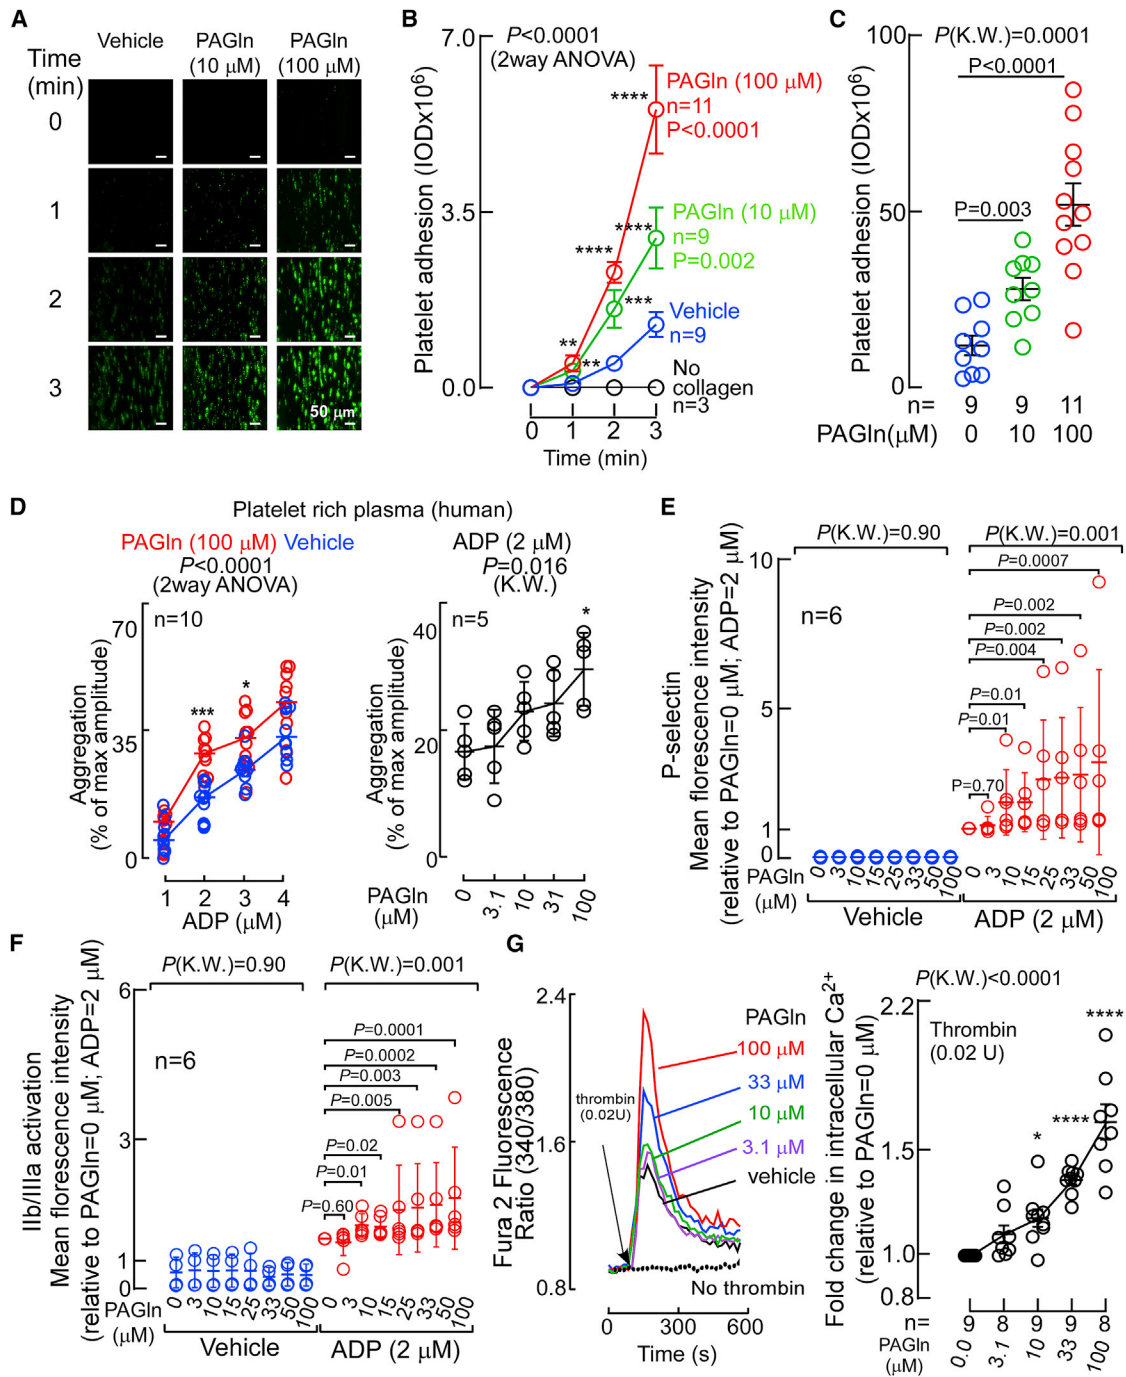 A
Vehicle
PAGln
(10 μM)
PAGln
(100 μM)
Time
(min)
0
1
2
3
50 μm
B
P<0.0001
(2way ANOVA)
Platelet adhesion (IODx10⁶)
7.0
3.5
0.0
PAGln (100 μM)
n=11
P<0.0001
PAGln (10 μM)
n=9
P=0.002
Vehicle
n=9
No
collagen
n=3
****
****
****
***
**
**
0 1 2 3
Time (min)
C
P(K.W.)=0.0001
P<0.0001
P=0.003
Platelet adhesion (IODx10⁶)
100
50
0
n= 9 9 11
PAGln(μM) 0 10 100
D
Platelet rich plasma (human)
PAGln (100 μM) Vehicle
P<0.0001
(2way ANOVA)
n=10
Aggregation
(% of max amplitude)
70
35
0
***
*
1 2 3 4
ADP (μM)
ADP (2 μM)
P=0.016
(K.W.)
n=5
Aggregation
(% of max amplitude)
40
20
0
*
PAGln
(μM)
0 3.1 10 31 100
E
P(K.W.)=0.90
P(K.W.)=0.001
n=6
P-selectin
Mean florescence intensity
(relative to PAGln=0 μM; ADP=2 μM)
10
5
1
0
P=0.0007
P=0.002
P=0.002
P=0.004
P=0.01
P=0.01
P=0.70
PAGln
(μM)
0 3 10 15 25 33 50 100
0 3 10 15 25 33 50 100
Vehicle
ADP (2 μM)
F
P(K.W.)=0.90
P(K.W.)=0.001
n=6
IIb/IIIa activation
Mean florescence intensity
(relative to PAGln=0 μM; ADP=2 μM)
6
3
1
0
P=0.0001
P=0.0002
P=0.003
P=0.005
P=0.02
P=0.01
P=0.60
PAGln
(μM)
0 3 10 15 25 33 50 100
0 3 10 15 25 33 50 100
Vehicle
ADP (2 μM)
G
Fura 2 Fluorescence
Ratio (340/380)
2.4
1.6
0.8
thrombin
(0.02U)
PAGln
100 μM
33 μM
10 μM
3.1 μM
vehicle
No thrombin
0 300 600
Time (s)
P(K.W.)<0.0001
Thrombin
(0.02 U)
Fold change in intracellular Ca²⁺
(relative to PAGln=0 μM)
2.2
1.5
1.0
0.8
*
****
****
n= 9 8 9 9 8
PAGln
(μM)
0.0 3.1 10 33 100